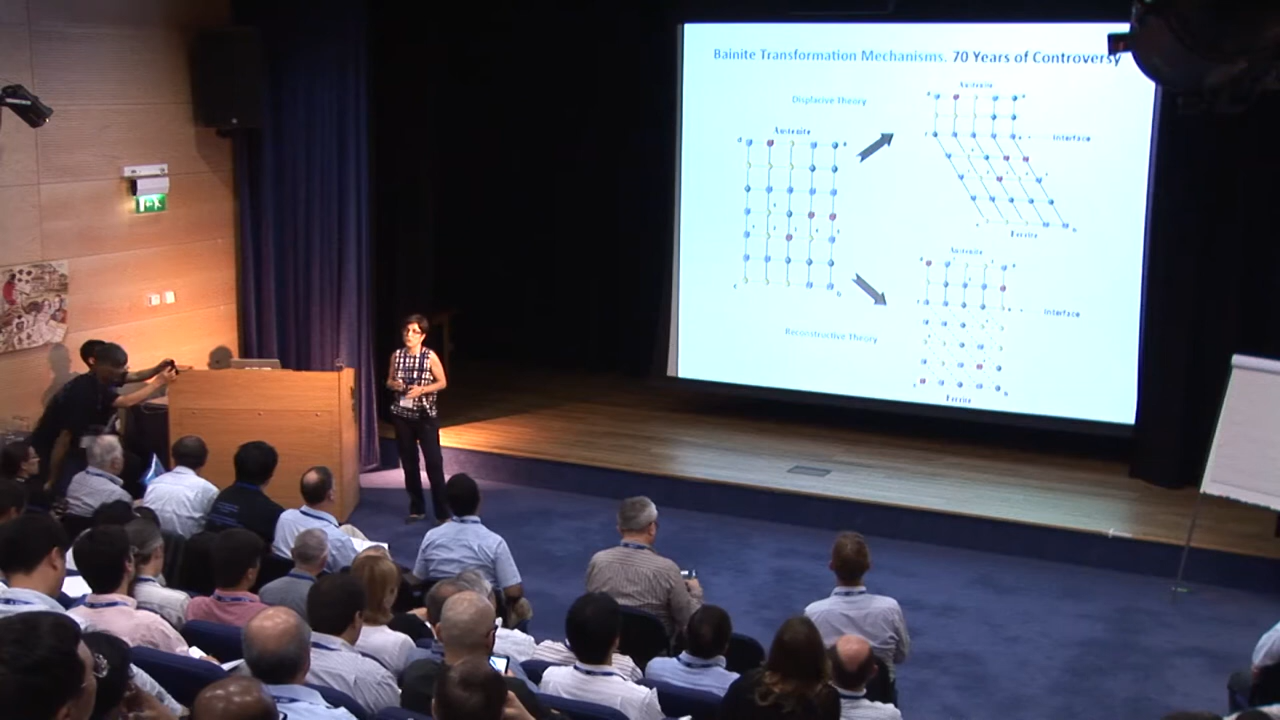 Bainite Transformation Mechanisms. 70 Years of Controversy
Displacive Theory
Austenite
Austenite
Interface
Ferrite
Austenite
Interface
Reconstructive Theory
Ferrite